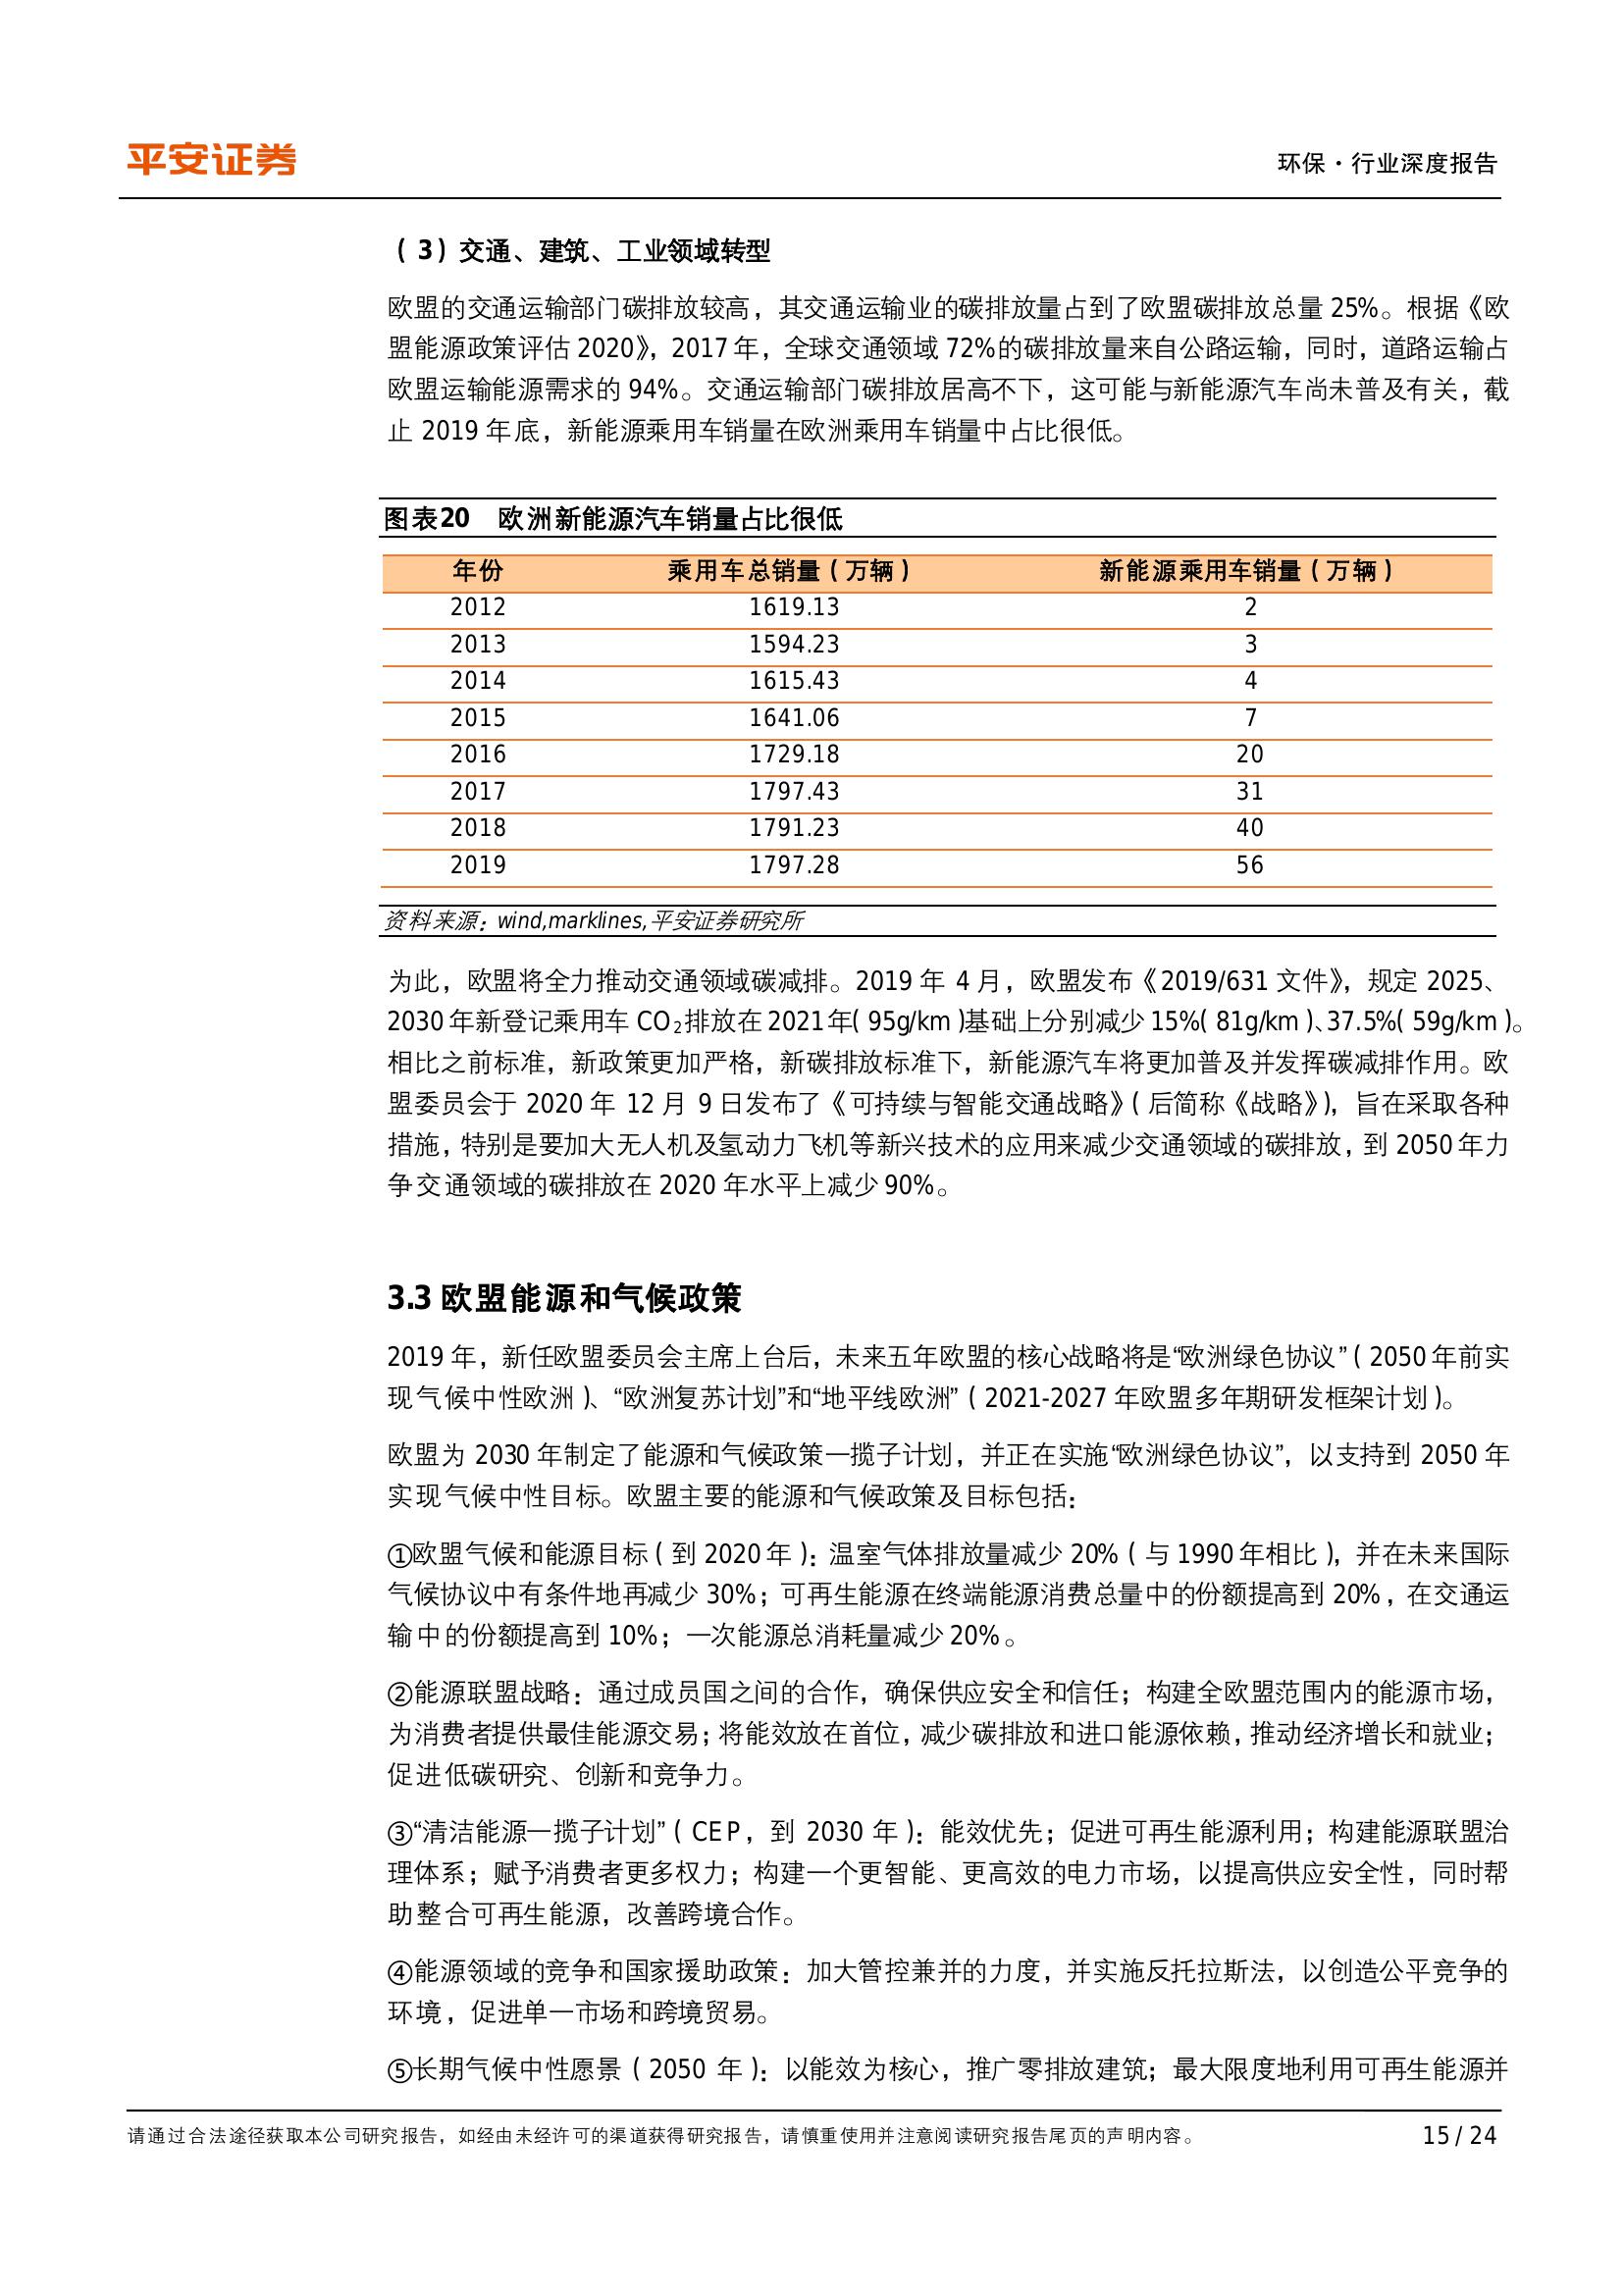 平安证券
环保·行业深度报告
（3）交通、建筑、工业领域转型
欧盟的交通运输部门碳排放较高，其交通运输业的碳排放量占到了欧盟碳排放总量 25%。根据《欧
盟能源政策评估 2020》，2017 年，全球交通领域 72%的碳排放量来自公路运输，同时，道路运输占
欧盟运输能源需求的 94%。交通运输部门碳排放居高不下，这可能与新能源汽车尚未普及有关，截
止 2019 年底，新能源乘用车销量在欧洲乘用车销量中占比很低。
图表20 欧洲新能源汽车销量占比很低
年份 乘用车总销量（万辆） 新能源乘用车销量（万辆）
2012 1619.13 2
2013 1594.23 3
2014 1615.43 4
2015 1641.06 7
2016 1729.18 20
2017 1797.43 31
2018 1791.23 40
2019 1797.28 56
资料来源：wind,marklines,平安证券研究所
为此，欧盟将全力推动交通领域碳减排。2019 年 4 月，欧盟发布《2019/631 文件》，规定 2025、
2030 年新登记乘用车 CO₂排放在 2021 年（95g/km）基础上分别减少 15%（81g/km）、37.5%（59g/km）。
相比之前标准，新政策更加严格，新碳排放标准下，新能源汽车将更加普及并发挥碳减排作用。欧
盟委员会于 2020 年 12 月 9 日发布了《可持续与智能交通战略》（后简称《战略》），旨在采取各种
措施，特别是要加大无人机及氢动力飞机等新兴技术的应用来减少交通领域的碳排放，到 2050 年力
争交通领域的碳排放在 2020 年水平上减少 90%。
3.3 欧盟能源和气候政策
2019 年，新任欧盟委员会主席上台后，未来五年欧盟的核心战略将是“欧洲绿色协议”（2050 年前实
现气候中性欧洲）、“欧洲复苏计划”和“地平线欧洲”（2021-2027 年欧盟多年期研发框架计划）。
欧盟为 2030 年制定了能源和气候政策一揽子计划，并正在实施“欧洲绿色协议”，以支持到 2050 年
实现气候中性目标。欧盟主要的能源和气候政策及目标包括：
①欧盟气候和能源目标（到 2020 年）：温室气体排放量减少 20%（与 1990 年相比），并在未来国际
气候协议中有条件地再减少 30%；可再生能源在终端能源消费总量中的份额提高到 20%，在交通运
输中的份额提高到 10%；一次能源总消耗量减少 20%。
②能源联盟战略：通过成员国之间的合作，确保供应安全和信任；构建全欧盟范围内的能源市场，
为消费者提供最佳能源交易；将能效放在首位，减少碳排放和进口能源依赖，推动经济增长和就业；
促进低碳研究、创新和竞争力。
③“清洁能源一揽子计划”（CEP，到 2030 年）：能效优先；促进可再生能源利用；构建能源联盟治
理体系；赋予消费者更多权力；构建一个更智能、更高效的电力市场，以提高供应安全性，同时帮
助整合可再生能源，改善跨境合作。
④能源领域的竞争和国家援助政策：加大管控兼并的力度，并实施反托拉斯法，以创造公平竞争的
环境，促进单一市场和跨境贸易。
⑤长期气候中性愿景（2050 年）：以能效为核心，推广零排放建筑；最大限度地利用可再生能源并
请通过合法途径获取本公司研究报告，如经由未经许可的渠道获得研究报告，请慎重使用并注意阅读研究报告尾页的声明内容。
15 / 24